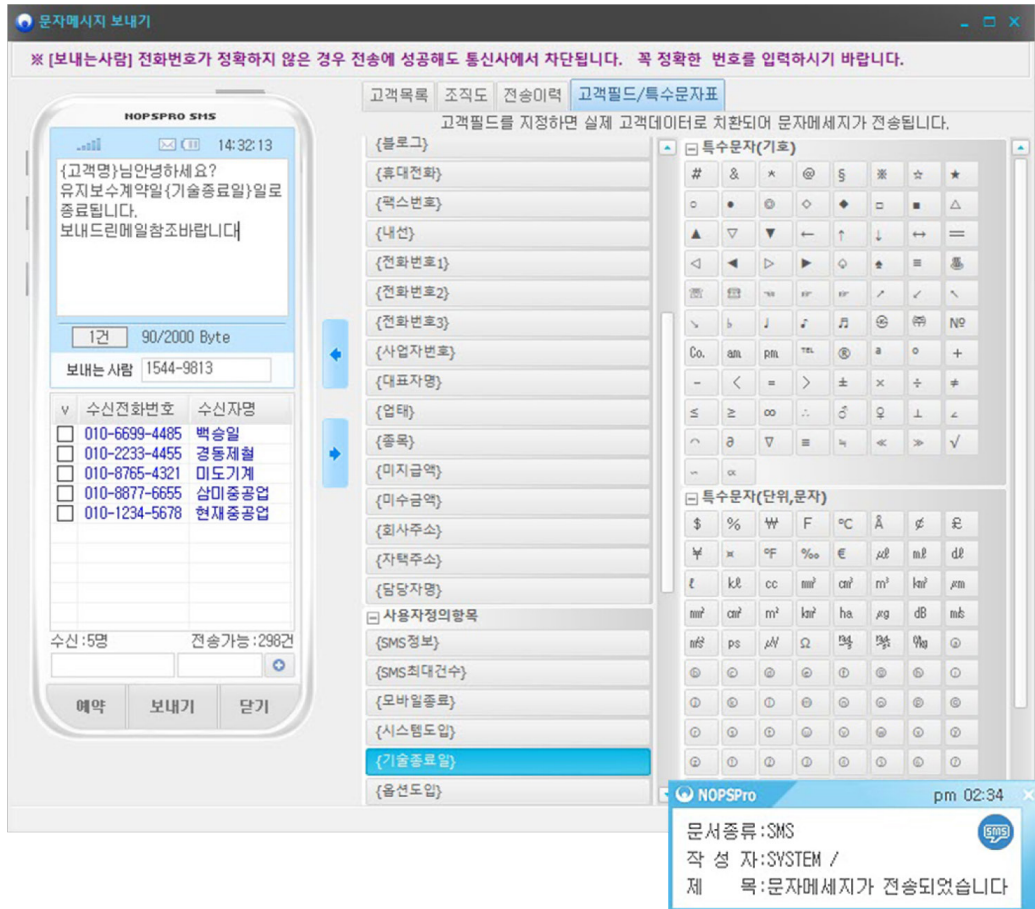 문자메시지 보내기
※ [보내는사람] 전화번호가 정확하지 않은 경우 전송에 성공해도 통신사에서 차단됩니다. 꼭 정확한 번호를 입력하시기 바랍니다.
NOPSPRO SMS
14:32:13
{고객명}님안녕하세요?
유지보수계약일{기술종료일}일로
종료됩니다.
보내드린메일참조바랍니다
1건 90/2000 Byte
보내는 사람 1544-9813
v 수신전화번호 수신자명
010-6699-4485 백승일
010-2233-4455 경동제철
010-8765-4321 미도기계
010-8877-6655 삼미중공업
010-1234-5678 현재중공업
수신:5명 전송가능:298건
예약 보내기 닫기
고객목록 조직도 전송이력 고객필드/특수문자표
고객필드를 지정하면 실제 고객데이터로 치환되어 문자메세지가 전송됩니다.
{블로그}
{휴대전화}
{팩스번호}
{내선}
{전화번호1}
{전화번호2}
{전화번호3}
{사업자번호}
{대표자명}
{업태}
{종목}
{미지급액}
{미수금액}
{회사주소}
{자택주소}
{담당자명}
사용자정의항목
{SMS정보}
{SMS최대건수}
{모바일종료}
{시스템도입}
{기술종료일}
{옵션도입}
특수문자(기호)
# & * @ § ※ ☆ ★
○ ● ◎ ◇ ◆ □ ■ △
▲ ▽ ▼ ← ↑ ↓ ↔ 〓
◁ ◀ ▷ ▶ ♤ ♠ ≡ ♨
↗ ↙ ↖
↘ ♭ ♩ ♪ ♬ ㉿ №
Co. am pm TEL ® ª º +
- < = > ± × ÷ ≠
≤ ≥ ∞ ∴ ♂ ♀ ⊥ ∠
⌒ ∂ ∇ ≡ ≒ ≪ ≫ √
∽ ∝
특수문자(단위,문자)
$ % ₩ F ℃ Å ¢ £
¥ ¤ ℉ ‰ € ㎕ ㎖ ㎗
ℓ ㎘ cc ㎣ ㎤ m³ ㎦ ㎛
㎟ ㎠ m² ㎢ ha ㎍ dB ㎧
㎨ ps ㎶ Ω
NOPSPro pm 02:34
SMS
문서종류:SMS
작 성 자:SYSTEM /
제 목:문자메세지가 전송되었습니다